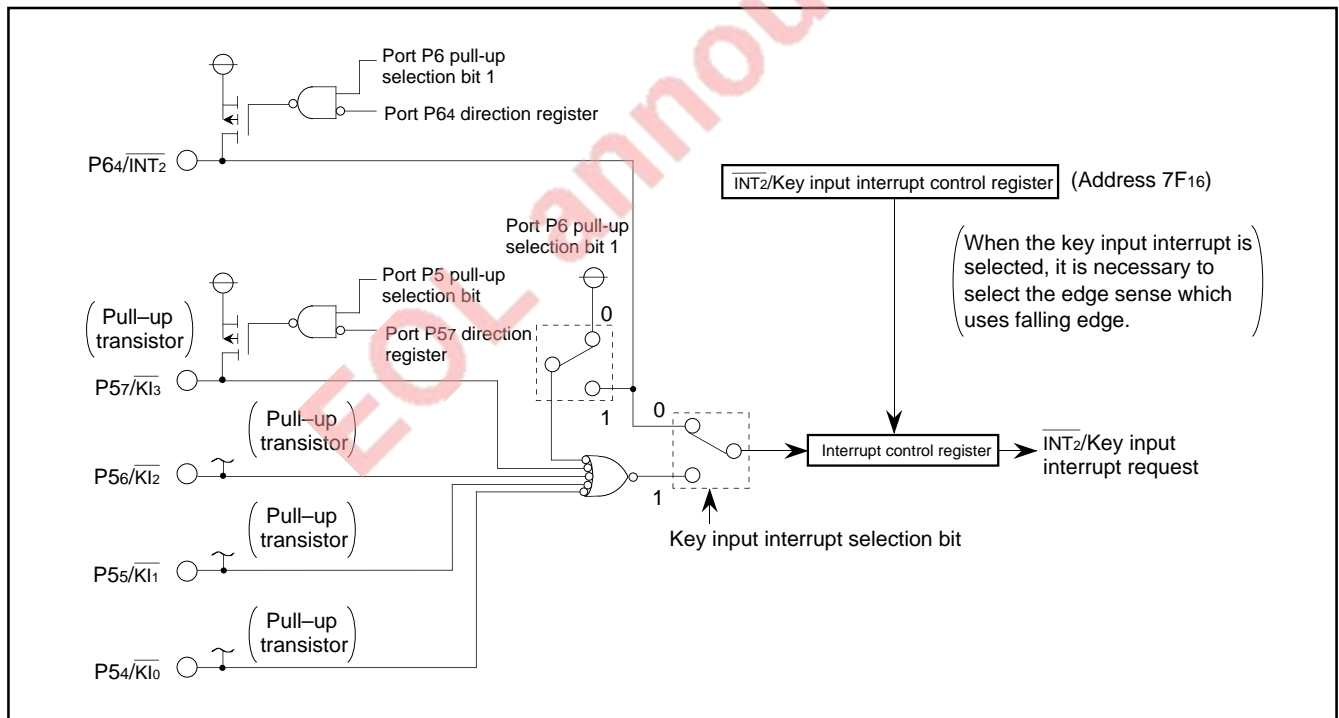 Port P6 pull-up
selection bit 1
Port P64 direction register
P64/INT2
INT2/Key input interrupt control register (Address 7F16)
Port P6 pull-up
selection bit 1
When the key input interrupt is
selected, it is necessary to
select the edge sense which
uses falling edge.
Port P5 pull-up
selection bit
Port P57 direction
register
Pull–up
transistor
P57/KI3
0
1
Pull–up
transistor
P56/KI2
0
1
Interrupt control register
INT2/Key input
interrupt request
Key input interrupt selection bit
Pull–up
transistor
P55/KI1
Pull–up
transistor
P54/KI0
EOL annou